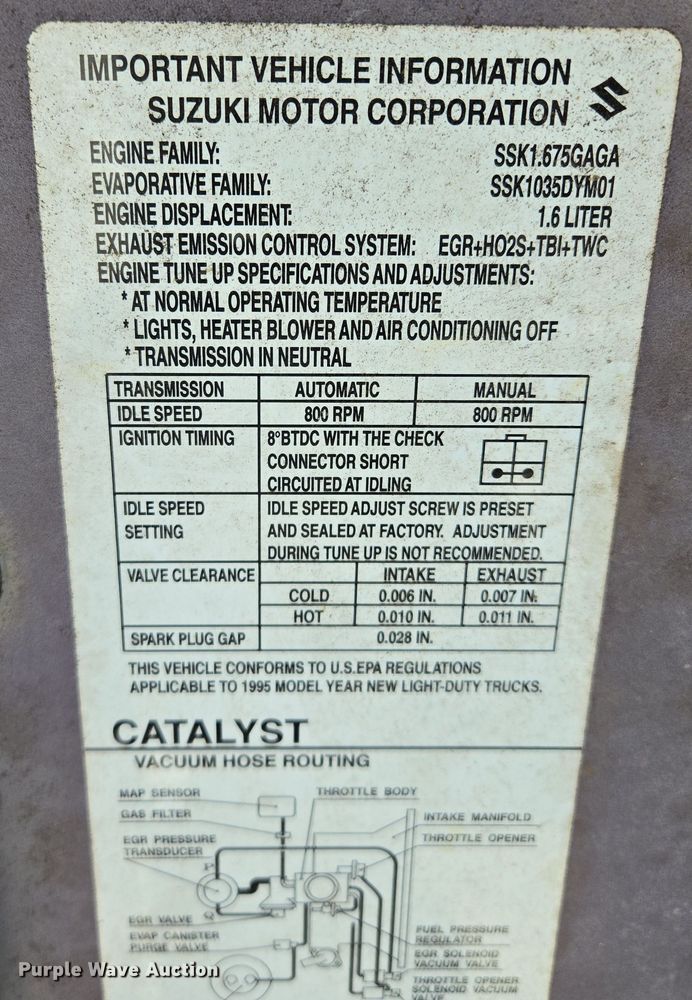 IMPORTANT VEHICLE INFORMATION
SUZUKI MOTOR CORPORATION
ENGINE FAMILY: SSK1.675GAGA
EVAPORATIVE FAMILY: SSK1035DYM01
ENGINE DISPLACEMENT: 1.6 LITER
EXHAUST EMISSION CONTROL SYSTEM: EGR+HO2S+TBI+TWC
ENGINE TUNE UP SPECIFICATIONS AND ADJUSTMENTS:
* AT NORMAL OPERATING TEMPERATURE
* LIGHTS, HEATER BLOWER AND AIR CONDITIONING OFF
* TRANSMISSION IN NEUTRAL
TRANSMISSION AUTOMATIC MANUAL
IDLE SPEED 800 RPM 800 RPM
IGNITION TIMING 8°BTDC WITH THE CHECK
CONNECTOR SHORT
CIRCUITED AT IDLING
IDLE SPEED IDLE SPEED ADJUST SCREW IS PRESET
SETTING AND SEALED AT FACTORY. ADJUSTMENT
DURING TUNE UP IS NOT RECOMMENDED.
VALVE CLEARANCE INTAKE EXHAUST
COLD 0.006 IN. 0.007 IN.
HOT 0.010 IN. 0.011 IN.
SPARK PLUG GAP 0.028 IN.
THIS VEHICLE CONFORMS TO U.S.EPA REGULATIONS
APPLICABLE TO 1995 MODEL YEAR NEW LIGHT-DUTY TRUCKS.
CATALYST
VACUUM HOSE ROUTING
MAP SENSOR THROTTLE BODY
GAS FILTER INTAKE MANIFOLD
EGR PRESSURE THROTTLE OPENER
TRANSDUCER
P
EGR VALVE Q
EVAP CANISTER FUEL PRESSURE
PURGE VALVE REGULATOR
EGR SOLENOID
VACUUM VALVE
THROTTLE OPENER
SOLENOID VACUUM
VALVE
Purple Wave Auction